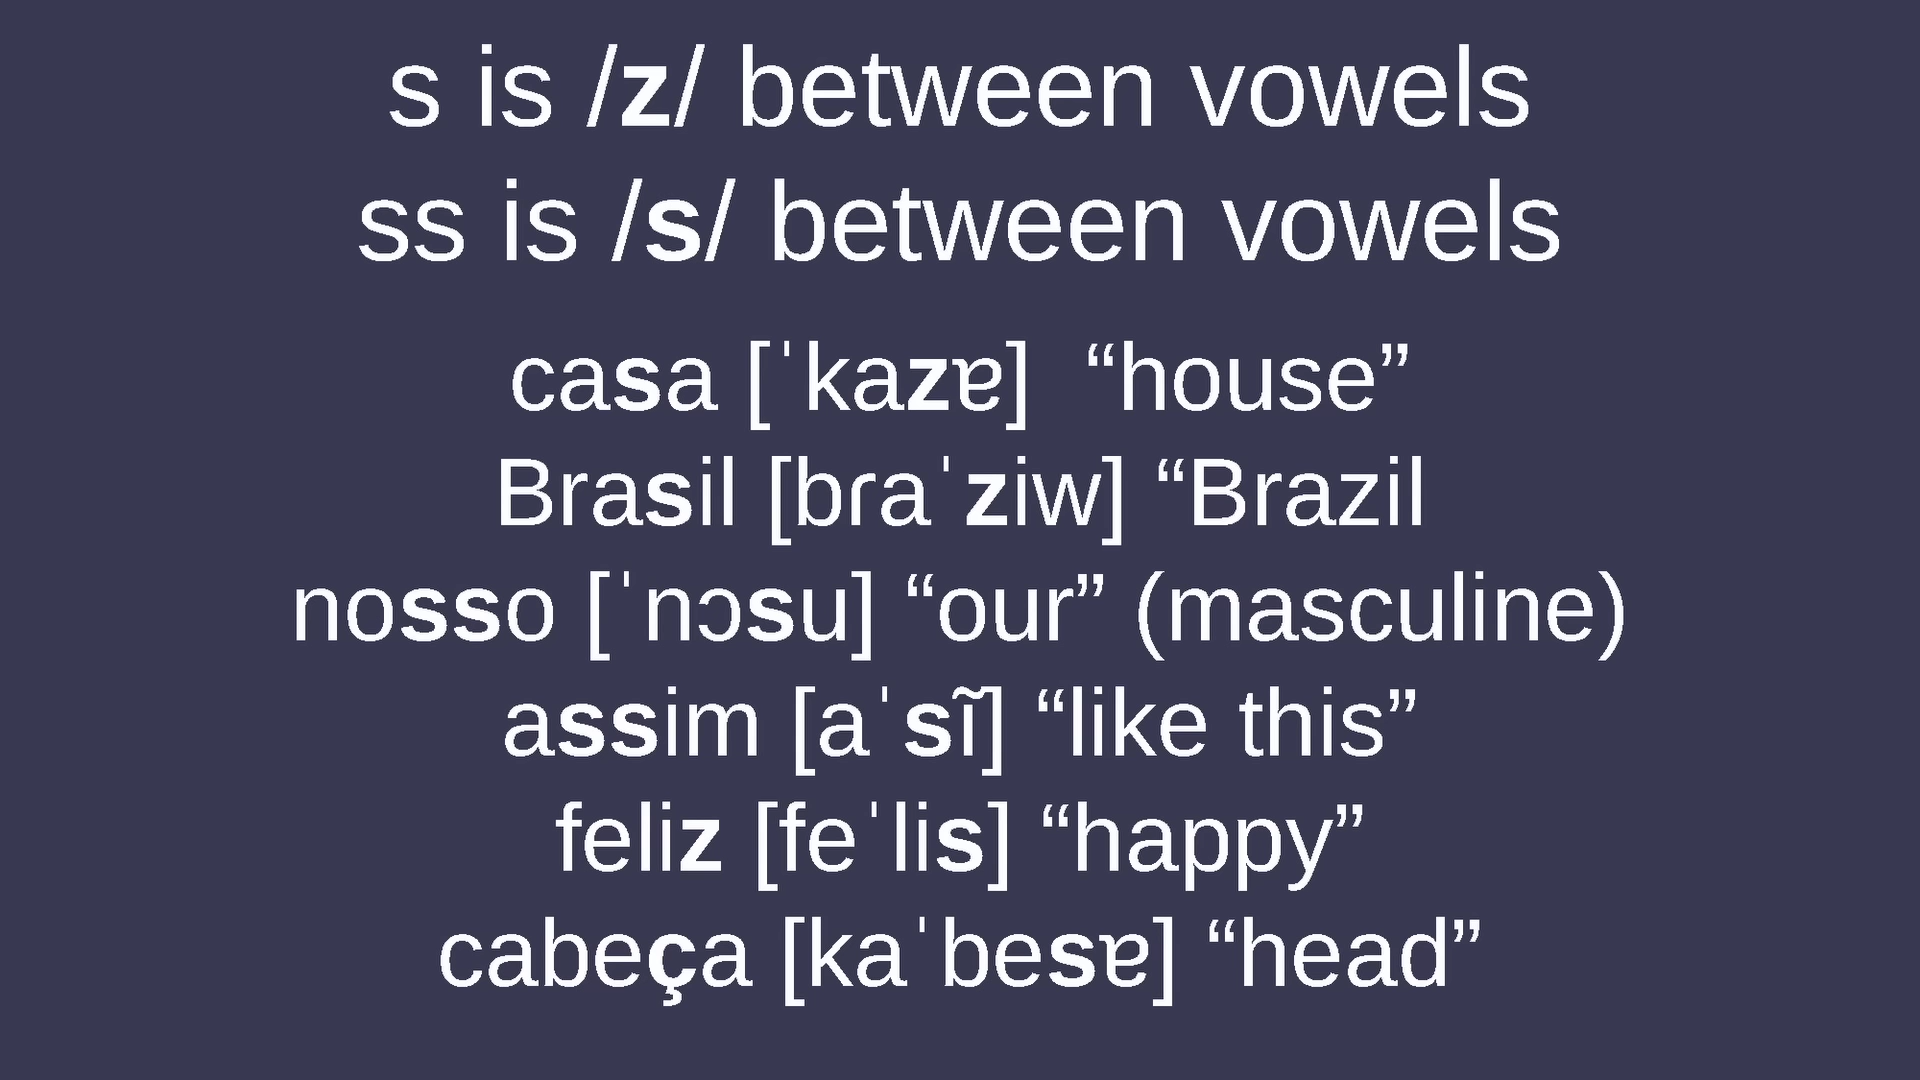 s is /z/ between vowels
ss is /s/ between vowels
casa [ˈkazɐ]  “house”
Brasil [bɾaˈziw] “Brazil
nosso [ˈnɔsu] “our” (masculine)
assim [aˈsĩ] “like this”
feliz [feˈlis] “happy”
cabeça [kaˈbesɐ] “head”